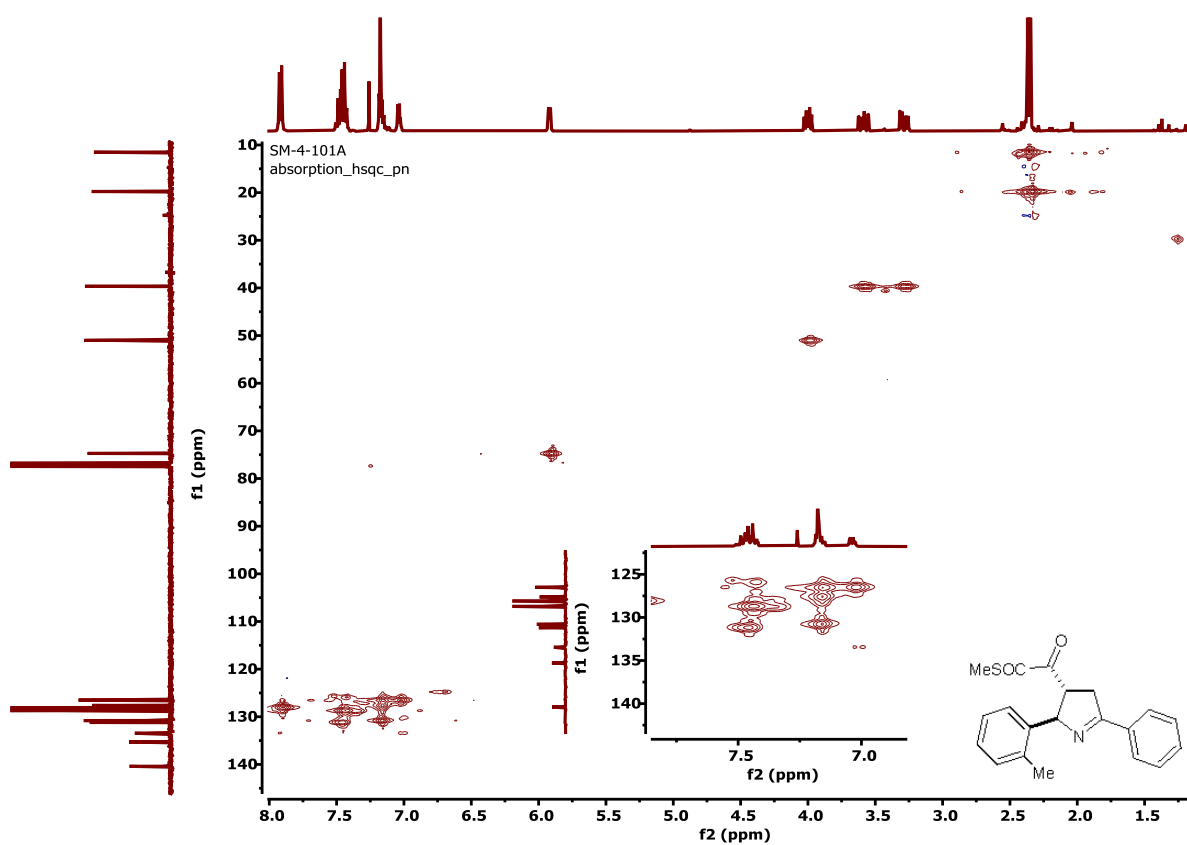 SM-4-101A
absorption_hsqc_pn
10
20
30
40
50
60
70
80
90
100
110
120
130
140
f1 (ppm)
125
130
135
140
f1 (ppm)
7.5 7.0
f2 (ppm)
O
MeSOC
N
Me
8.0 7.5 7.0 6.5 6.0 5.5 5.0 4.5 4.0 3.5 3.0 2.5 2.0 1.5
f2 (ppm)